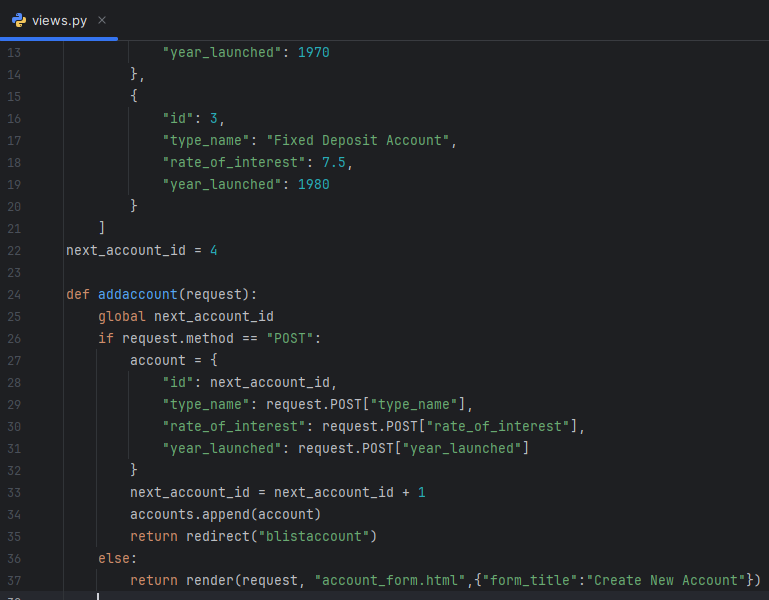 views.py
13 "year_launched": 1970
14 },
15 {
16 "id": 3,
17 "type_name": "Fixed Deposit Account",
18 "rate_of_interest": 7.5,
19 "year_launched": 1980
20 }
21 ]
22 next_account_id = 4
23
24 def addaccount(request):
25 global next_account_id
26 if request.method == "POST":
27 account = {
28 "id": next_account_id,
29 "type_name": request.POST["type_name"],
30 "rate_of_interest": request.POST["rate_of_interest"],
31 "year_launched": request.POST["year_launched"]
32 }
33 next_account_id = next_account_id + 1
34 accounts.append(account)
35 return redirect("blistaccount")
36 else:
37 return render(request, "account_form.html",{"form_title":"Create New Account"})